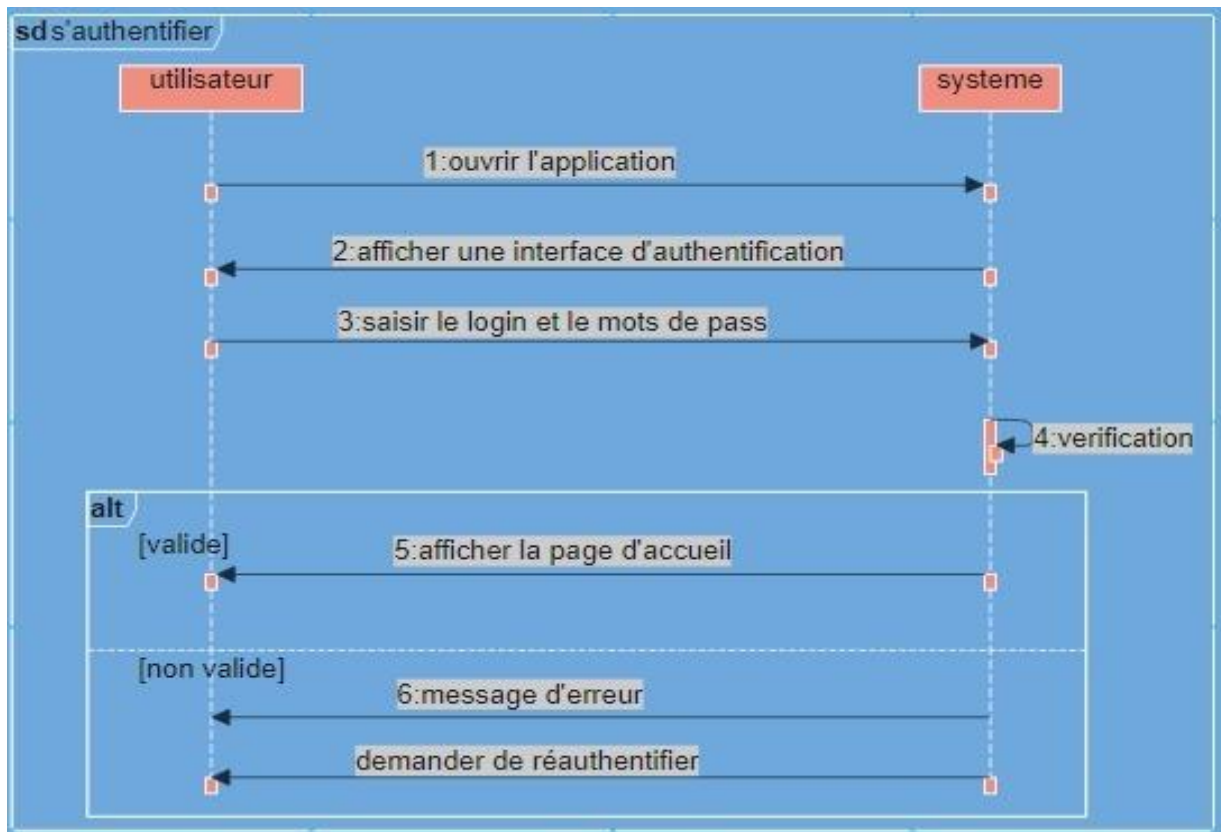 sd s'authentifier
utilisateur
systeme
1:ouvrir l'application
2:afficher une interface d'authentification
3:saisir le login et le mots de pass
4:verification
alt
[valide]
5:afficher la page d'accueil
[non valide]
6:message d'erreur
demander de réauthentifier